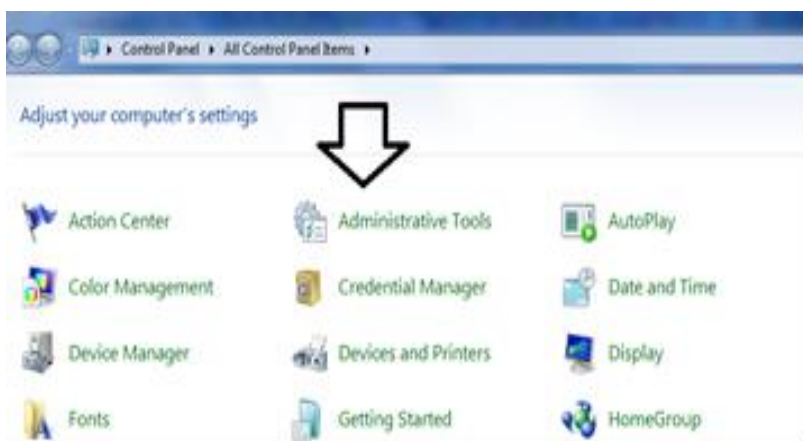 Control Panel All Control Panel Items
Adjust your computer's settings
Action Center Administrative Tools AutoPlay
Color Management Credential Manager Date and Time
Device Manager Devices and Printers Display
Fonts Getting Started HomeGroup